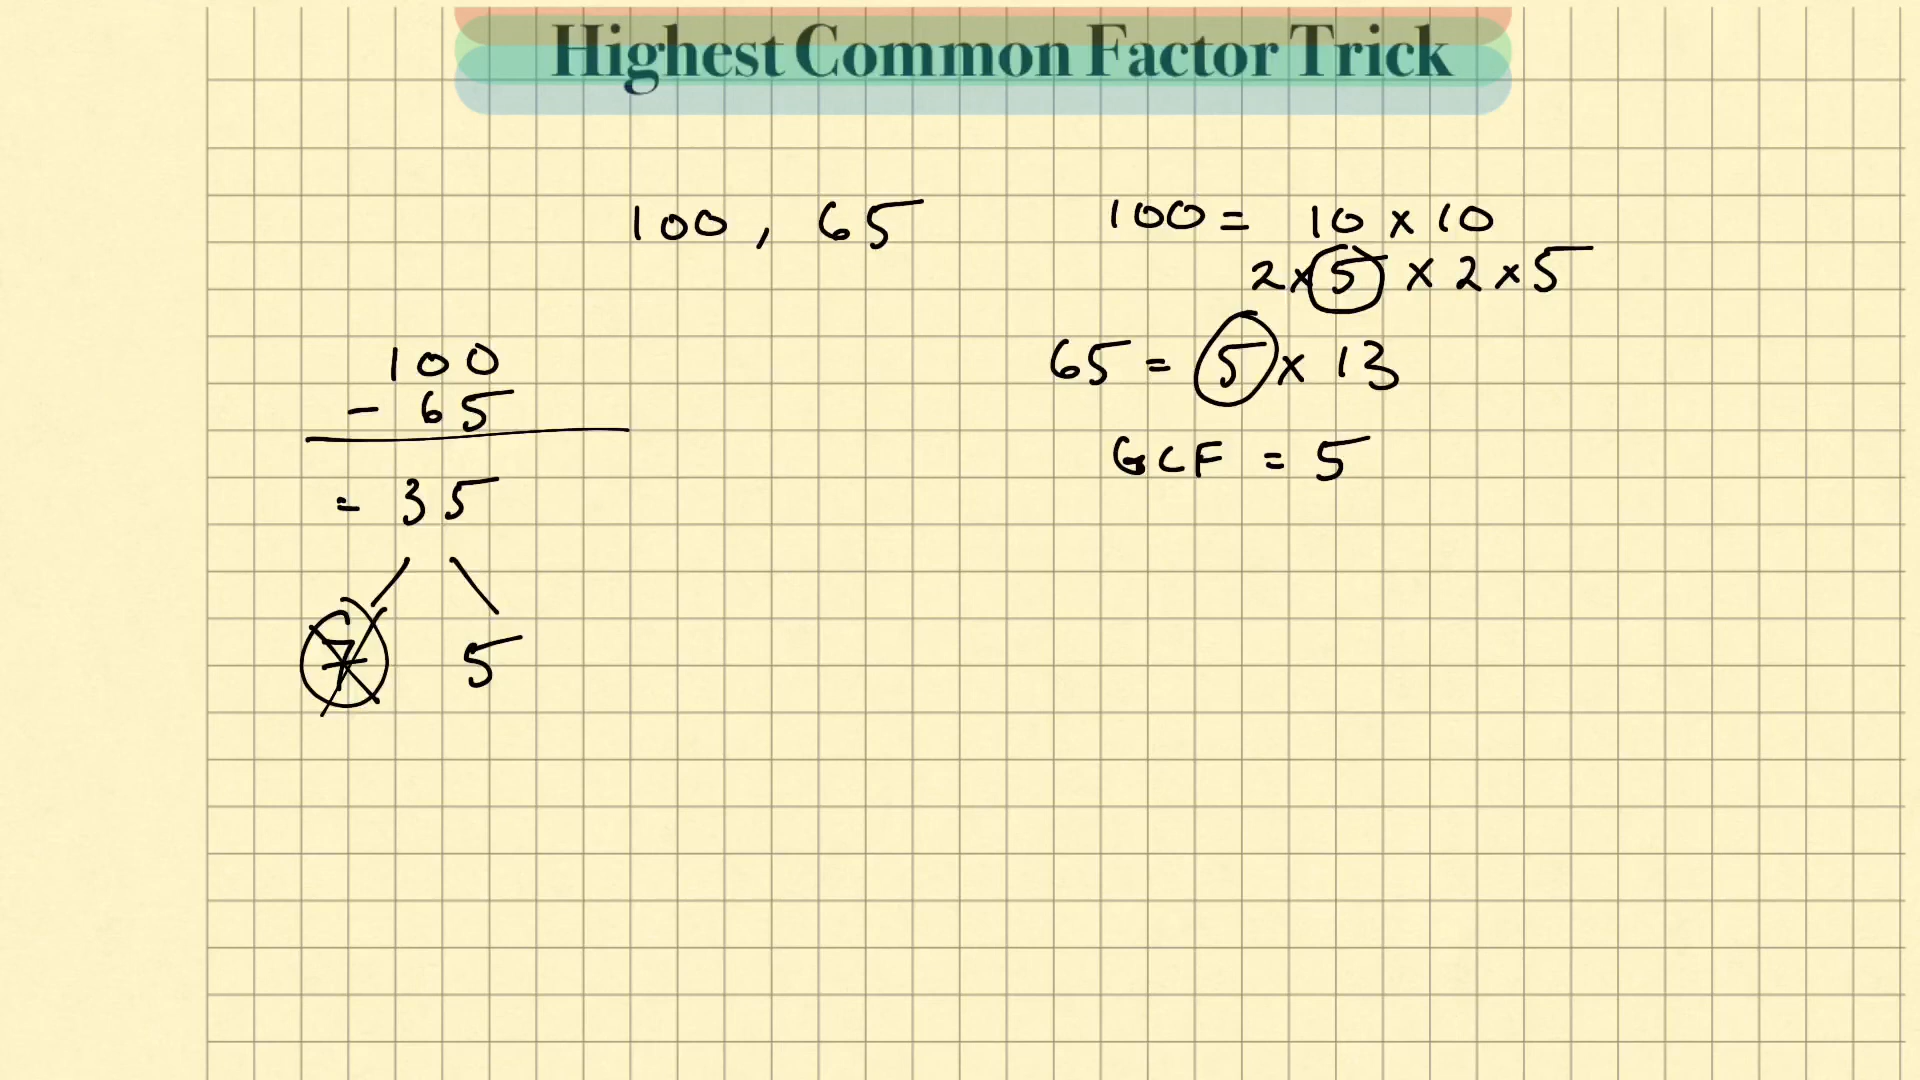 Highest Common Factor Trick
100 , 65
100
- 65
= 35
7 5
100 = 10 x 10
2 x 5 x 2 x 5
65 = 5 x 13
GCF = 5